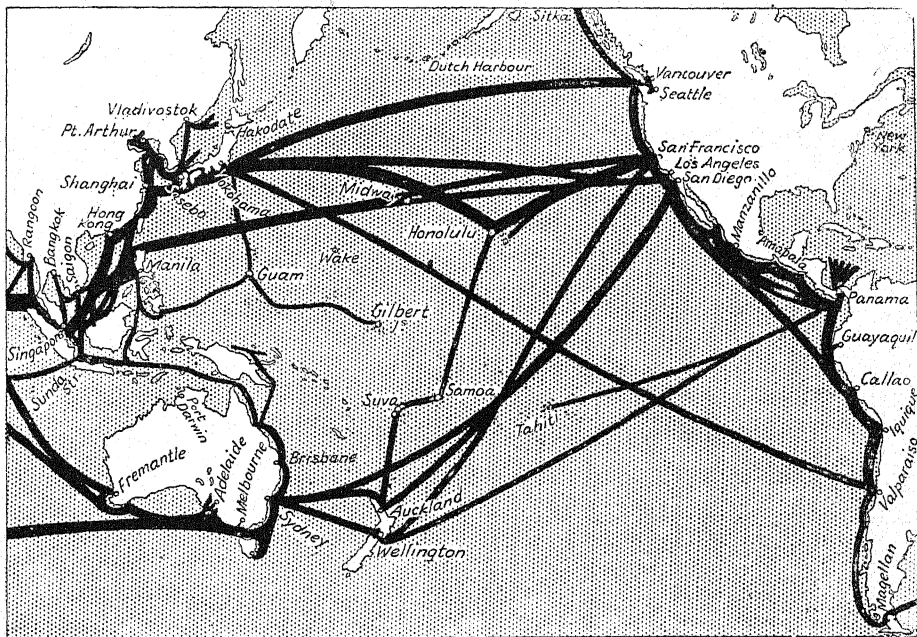 Sitka
Dutch Harbour
Vancouver
Seattle
Vladivostok
Hakodate
Pt. Arthur
New
York
San Francisco
Los Angeles
San Diego
Shanghai
Yokohama
Midway
Manzanillo
Hong
kong
Honolulu
Rangoon
Bangkok
Saigon
Wake
Manila
Guam
Panama
Gilbert
Is
Guayaquil
Singapore
Samoa
Callao
Suva
Sunda
St.
Port
Darwin
Tahiti
Iquique
Brisbane
Valparaiso
Fremantle
Adelaide
Melbourne
Auckland
Sydney
Wellington
Magellan